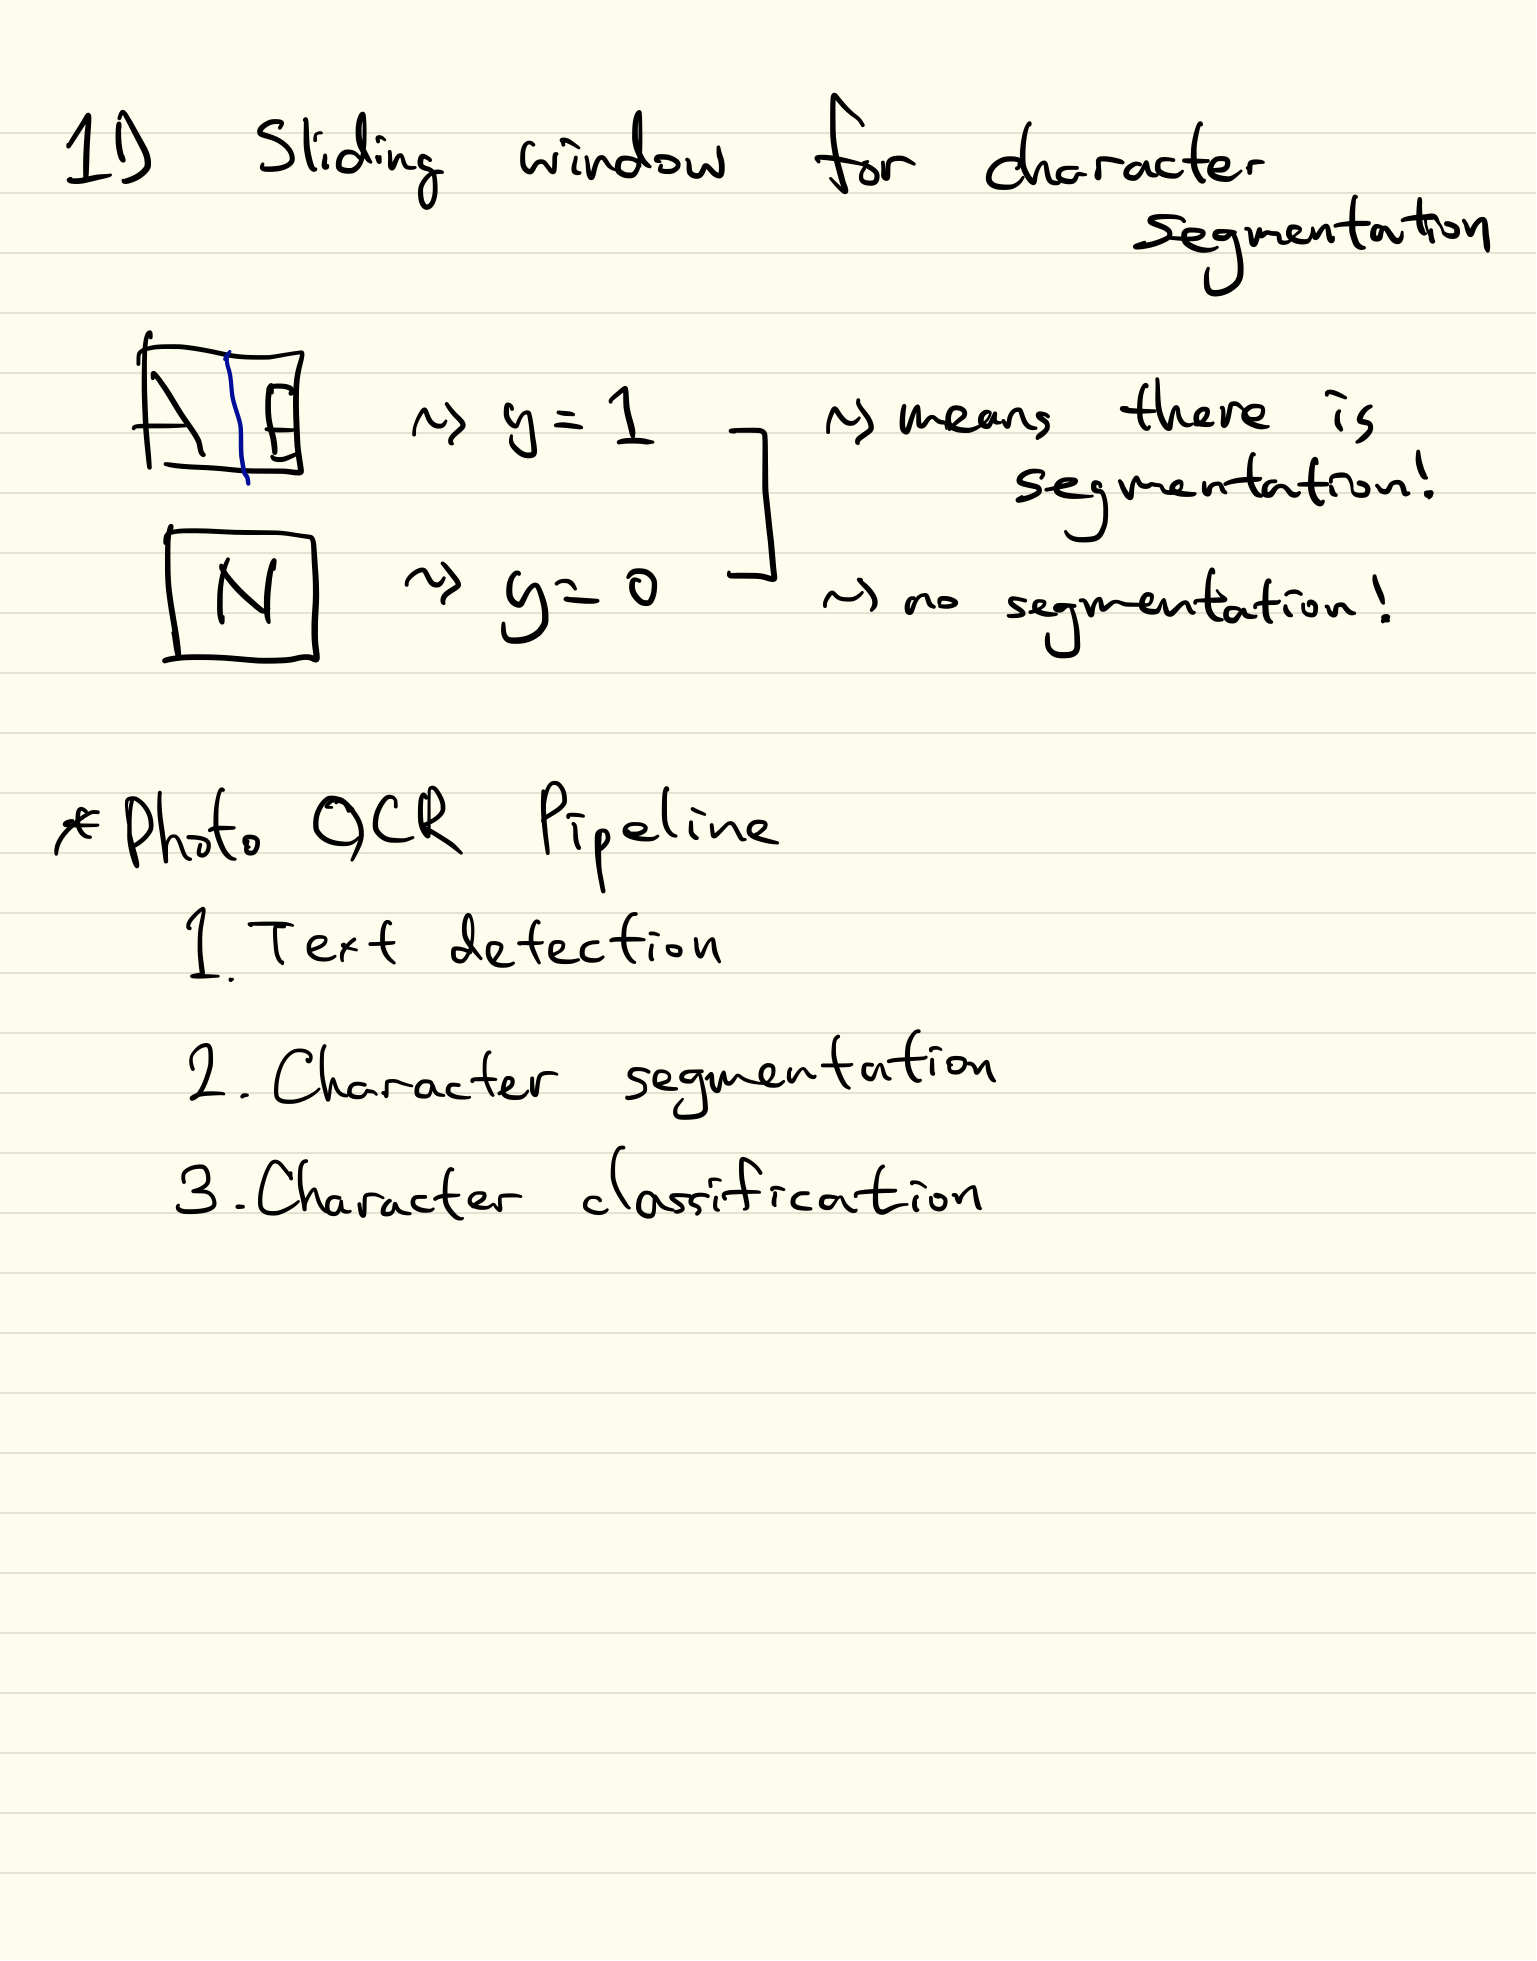 1D Sliding window for character
segmentation
A B ~> y = 1 ~> means there is
segmentation!
N ~> y = 0 ~> no segmentation!
* Photo OCR Pipeline
1. Text detection
2. Character segmentation
3. Character classification